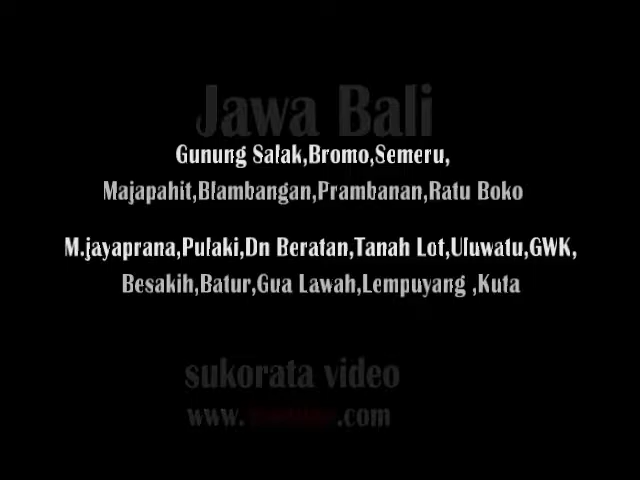 Jawa Bali
Gunung Salak,Bromo,Semeru,
Majapahit,Blambangan,Prambanan,Ratu Boko
M.jayaprana,Pulaki,Dn Beratan,Tanah Lot,Uluwatu,GWK,
Besakih,Batur,Gua Lawah,Lempuyang ,Kuta
sukorata video
www. .com